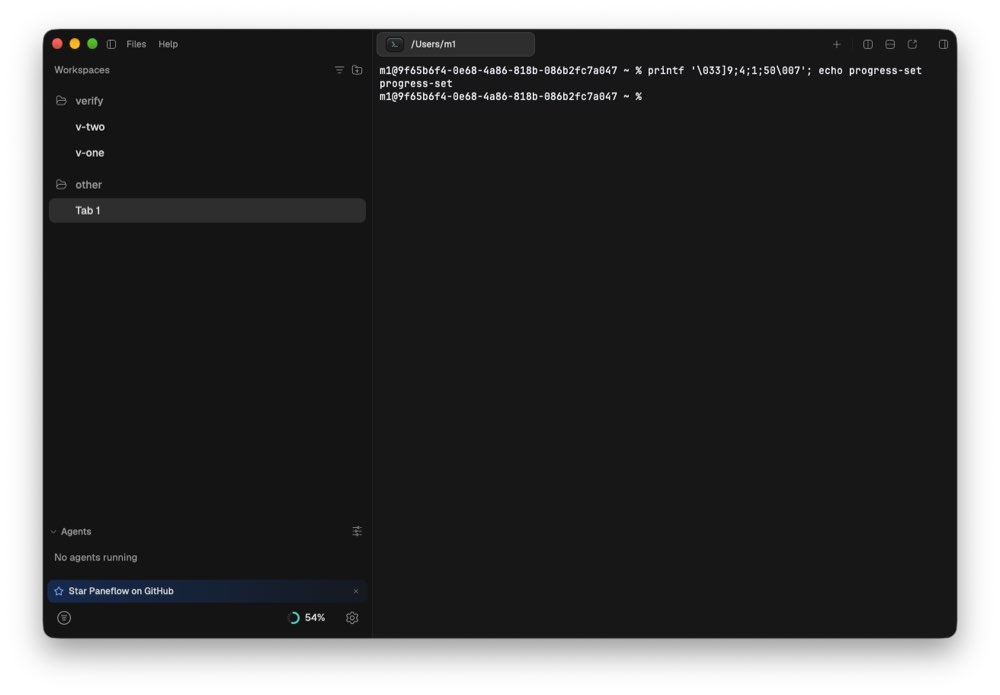 Files Help
/Users/m1
Workspaces
verify
v-two
v-one
other
Tab 1
m1@9f65b6f4-0e68-4a86-818b-086b2fc7a047 ~ % printf '\033]9;4;1;50\007'; echo progress-set
progress-set
m1@9f65b6f4-0e68-4a86-818b-086b2fc7a047 ~ %
Agents
No agents running
Star Paneflow on GitHub
54%